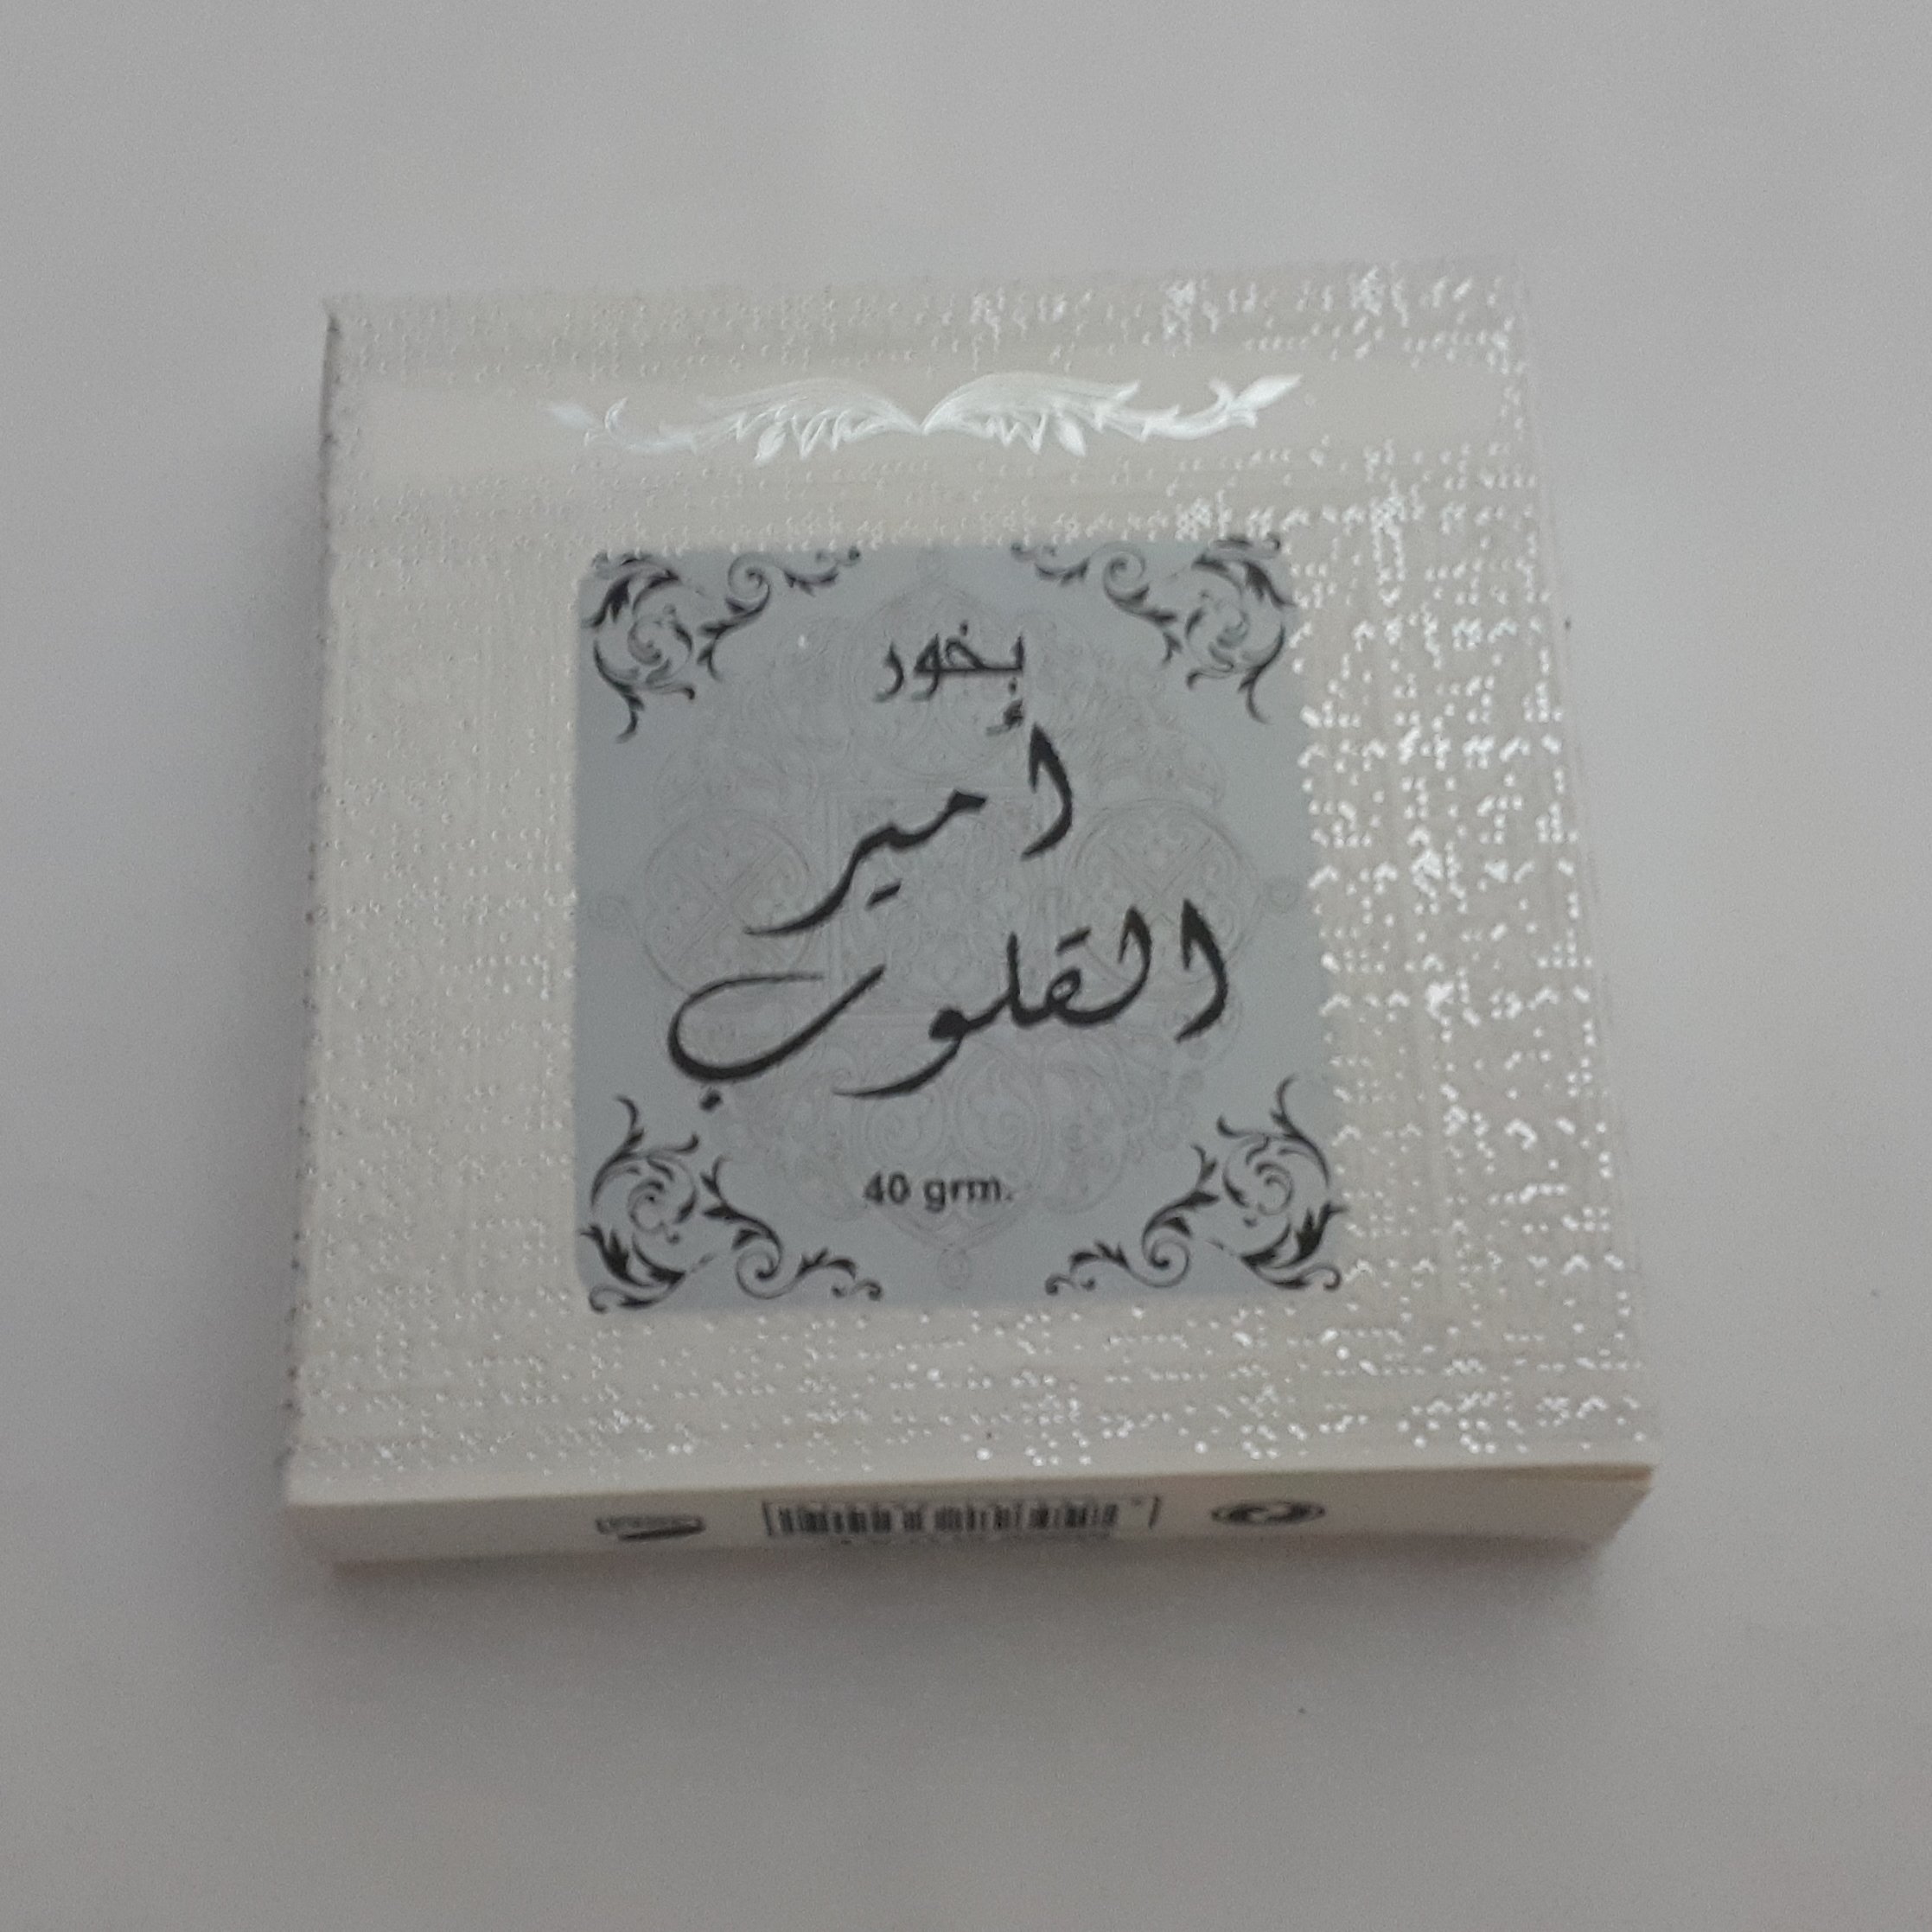 بخور
أمير
القلوب
40 grm.